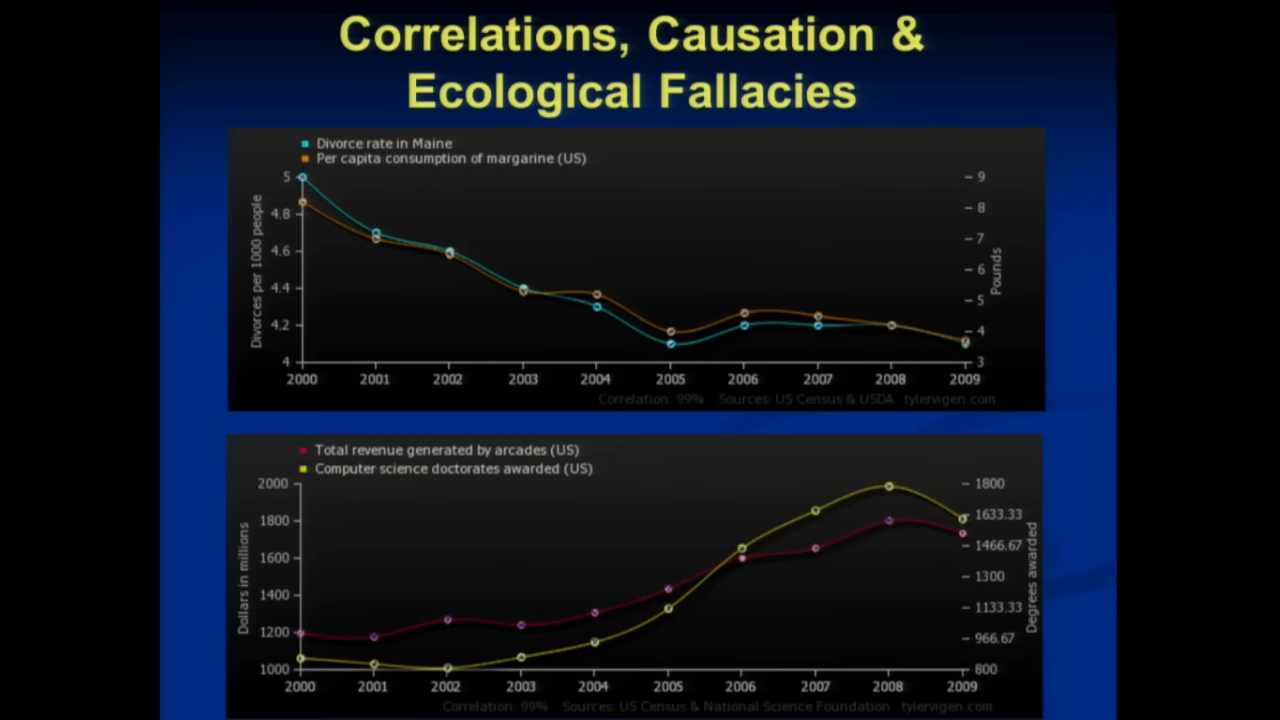 Correlations, Causation &
Ecological Fallacies
Divorce rate in Maine
Per capita consumption of margarine (US)
Divorces per 1000 people
5
4.8
4.6
4.4
4.2
4
9
8
7
6
5
4
3
Pounds
2000 2001 2002 2003 2004 2005 2006 2007 2008 2009
Correlation: 99% Sources: US Census & USDA tylervigen.com
Total revenue generated by arcades (US)
Computer science doctorates awarded (US)
Dollars in millions
2000
1800
1600
1400
1200
1000
1800
1633.33
1466.67
1300
1133.33
966.67
800
Degrees awarded
2000 2001 2002 2003 2004 2005 2006 2007 2008 2009
Correlation: 99% Sources: US Census & National Science Foundation tylervigen.com